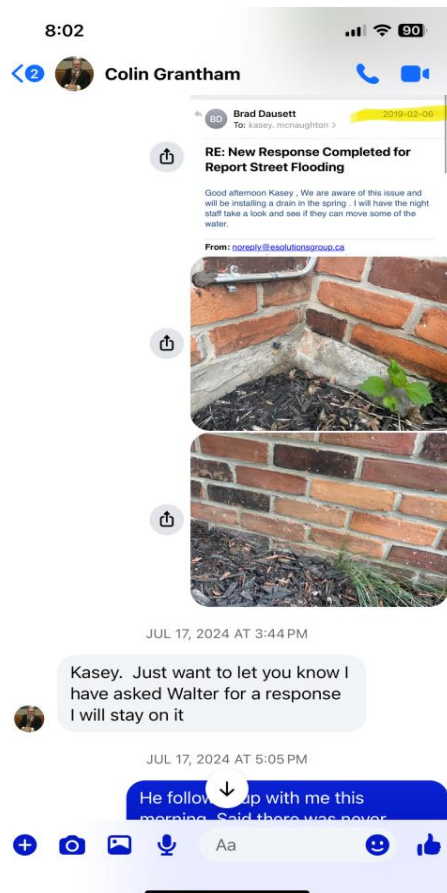 8:02
90
2
Colin Grantham
BD
Brad Dausett
2019-02-06
To: kasey. mcnaughton >
RE: New Response Completed for
Report Street Flooding
Good afternoon Kasey , We are aware of this issue and
will be installing a drain in the spring . I will have the night
staff take a look and see if they can move some of the
water.
From: noreply@esolutionsgroup.ca
JUL 17, 2024 AT 3:44 PM
Kasey. Just want to let you know I
have asked Walter for a response
I will stay on it
JUL 17, 2024 AT 5:05 PM
He follow up with me this
morning. Said there was never
Aa